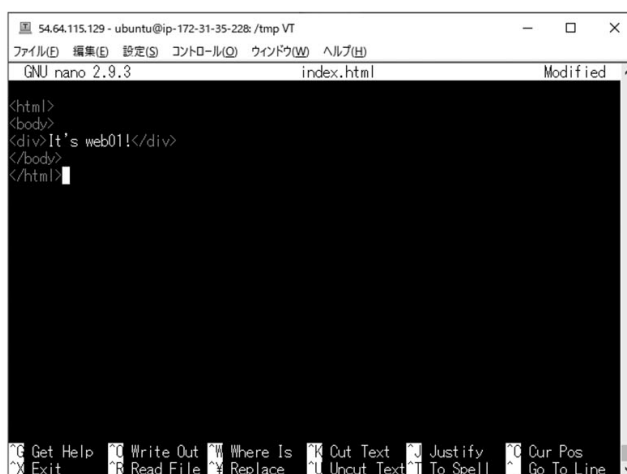 54.64.115.129 - ubuntu@ip-172-31-35-228: /tmp VT
ファイル(F) 編集(E) 設定(S) コントロール(O) ウィンドウ(W) ヘルプ(H)
GNU nano 2.9.3 index.html Modified
<html>
<body>
<div>It's web01!</div>
</body>
</html>
^G Get Help ^O Write Out ^W Where Is ^K Cut Text ^J Justify ^C Cur Pos
^X Exit ^R Read File ^¥ Replace ^U Uncut Text ^T To Spell ^_ Go To Line